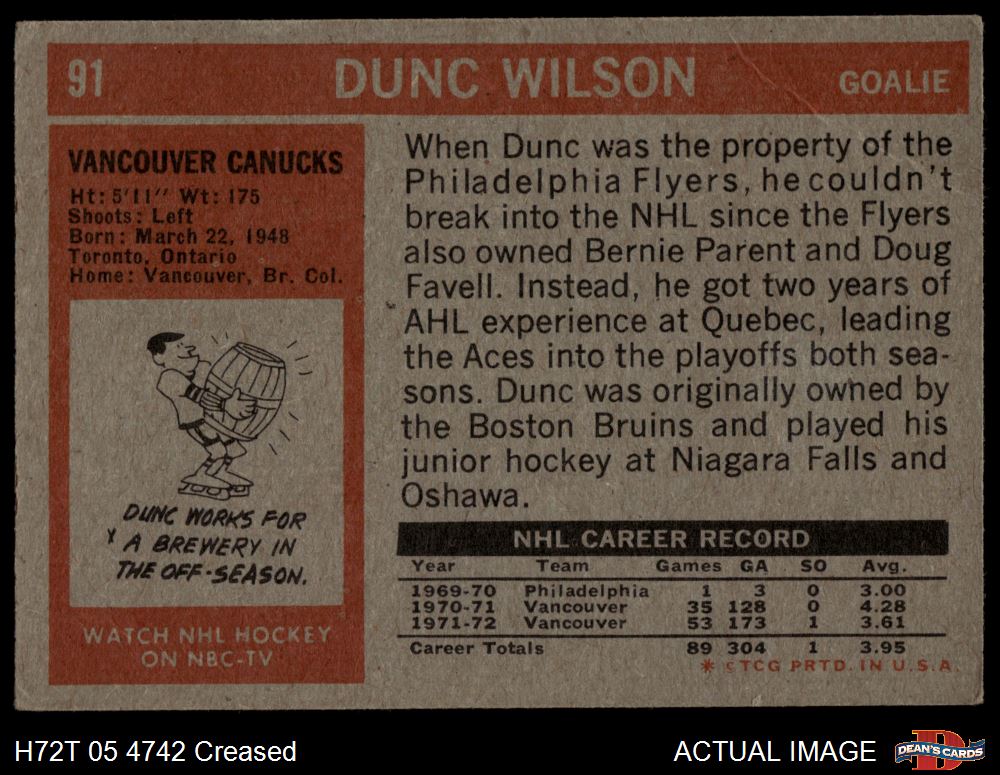 91 DUNC WILSON GOALIE
VANCOUVER CANUCKS
Ht: 5'11" Wt: 175
Shoots: Left
Born: March 22, 1948
Toronto, Ontario
Home: Vancouver, Br. Col.
DUNC WORKS FOR
A BREWERY IN
THE OFF-SEASON.
WATCH NHL HOCKEY
ON NBC-TV
When Dunc was the property of the
Philadelphia Flyers, he couldn't
break into the NHL since the Flyers
also owned Bernie Parent and Doug
Favell. Instead, he got two years of
AHL experience at Quebec, leading
the Aces into the playoffs both sea-
sons. Dunc was originally owned by
the Boston Bruins and played his
junior hockey at Niagara Falls and
Oshawa.
NHL CAREER RECORD
Year Team Games GA SO Avg.
1969-70 Philadelphia 1 3 0 3.00
1970-71 Vancouver 35 128 0 4.28
1971-72 Vancouver 53 173 1 3.61
Career Totals 89 304 1 3.95
* ©TCG PRTD. IN U.S.A.
H72T 05 4742 Creased
ACTUAL IMAGE
DEAN'S CARDS